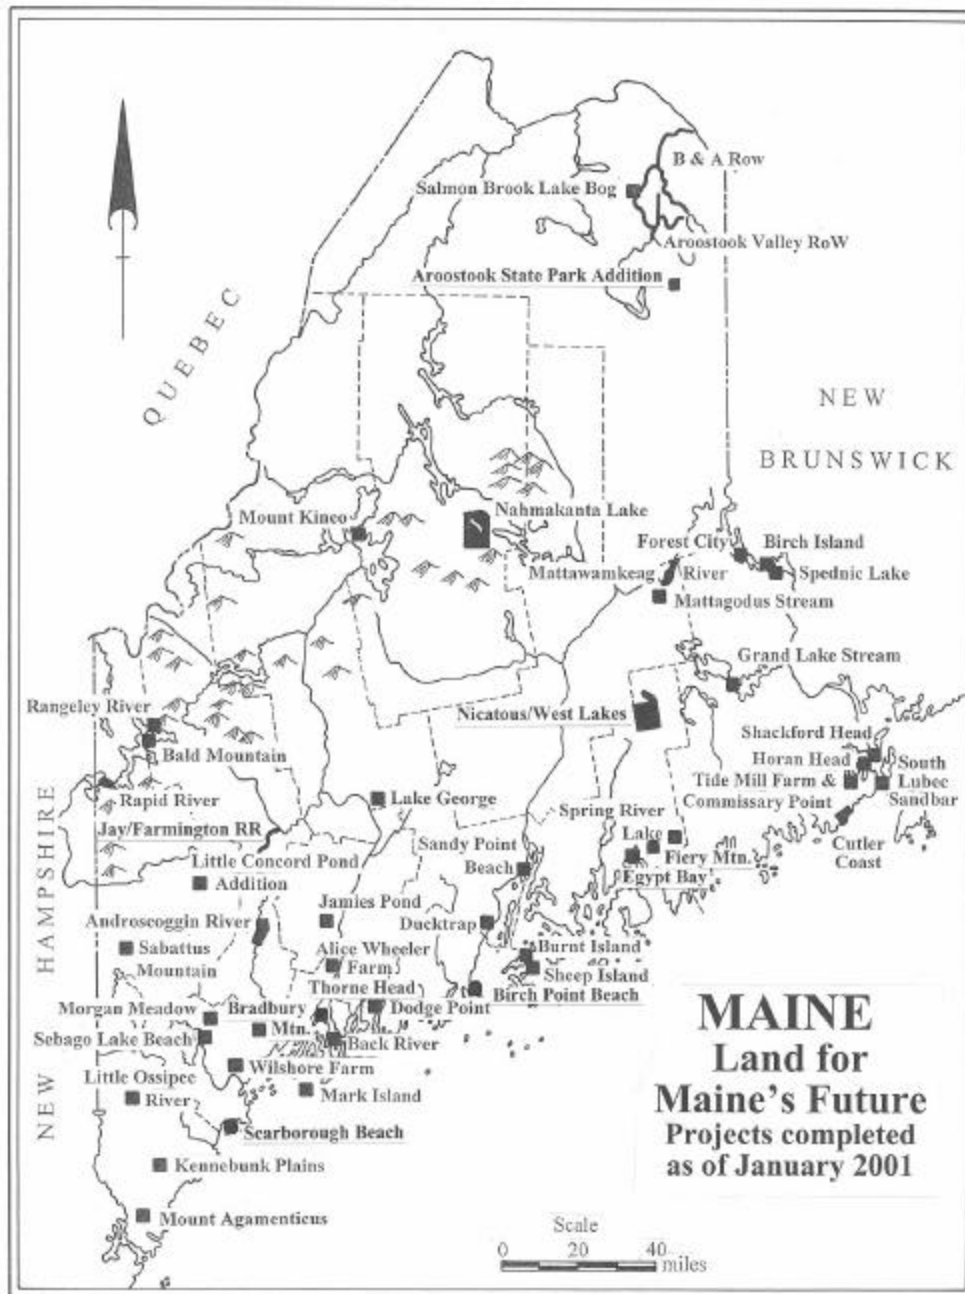 B & A Row
Salmon Brook Lake Bog
Aroostook Valley RoW
Aroostook State Park Addition
QUEBEC
NEW
BRUNSWICK
Mount Kineo
Nahmakanta Lake
Forest City
Birch Island
Mattawamkeag
River
Spednic Lake
Mattagodus Stream
Grand Lake Stream
Rangeley River
Nicatous/West Lakes
Bald Mountain
Shackford Head
Horan Head
South
Lubec
Sandbar
Tide Mill Farm &
Commissary Point
Rapid River
Lake George
Spring River
Lake
Cutler
Coast
Jay/Farmington RR
Sandy Point
Beach
Fiery Mtn.
Egypt Bay
Little Concord Pond
Addition
NEW HAMPSHIRE
Androscoggin River
Jamies Pond
Ducktrap
Sabattus
Mountain
Alice Wheeler
Farm
Burnt Island
Sheep Island
Thorne Head
Birch Point Beach
Morgan Meadow
Bradbury
Mtn.
Dodge Point
Sebago Lake Beach
Back River
Wilshore Farm
Little Ossipee
River
Mark Island
Scarborough Beach
Kennebunk Plains
Mount Agamenticus
MAINE
Land for
Maine's Future
Projects completed
as of January 2001
Scale
0 20 40
miles